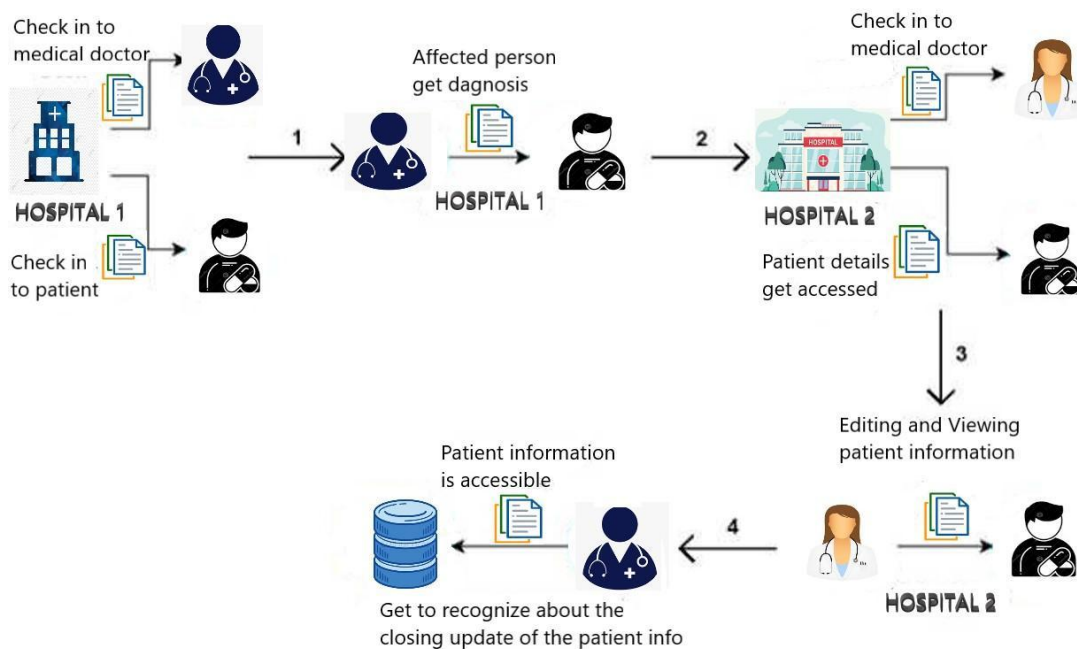 Check in to
medical doctor
HOSPITAL 1
Check in
to patient
1
Affected person
get dagnosis
HOSPITAL 1
2
Check in to
medical doctor
HOSPITAL
HOSPITAL 2
Patient details
get accessed
3
Editing and Viewing
patient information
HOSPITAL 2
4
Patient information
is accessible
Get to recognize about the
closing update of the patient info